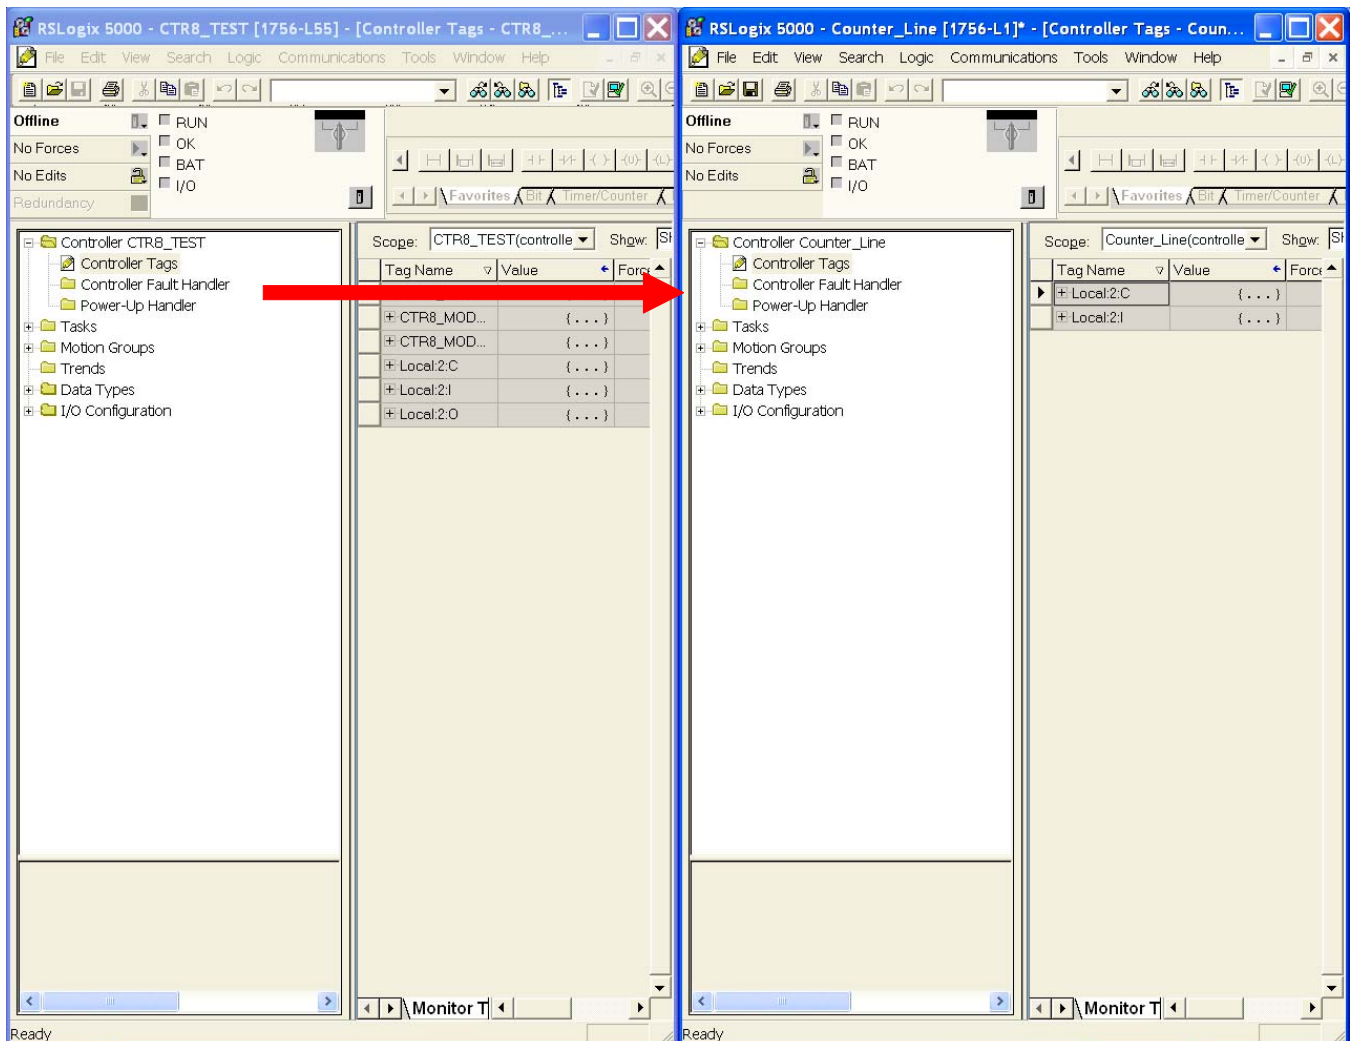 RSLogix 5000 - CTR8_TEST [1756-L55] - [Controller Tags - CTR8_...
File Edit View Search Logic Communications Tools Window Help
Offline
RUN
No Forces
OK
BAT
No Edits
I/O
Redundancy
Favorites Bit Timer/Counter
Controller CTR8_TEST
Controller Tags
Controller Fault Handler
Power-Up Handler
Tasks
Motion Groups
Trends
Data Types
I/O Configuration
Scope: CTR8_TEST(controlle Show: Sh
Tag Name Value Force
CTR8_MOD... {...}
CTR8_MOD... {...}
Local:2:C {...}
Local:2:I {...}
Local:2:O {...}
Monitor T
Ready
RSLogix 5000 - Counter_Line [1756-L1]* - [Controller Tags - Coun...
File Edit View Search Logic Communications Tools Window Help
Offline
RUN
No Forces
OK
BAT
No Edits
I/O
Favorites Bit Timer/Counter
Controller Counter_Line
Controller Tags
Controller Fault Handler
Power-Up Handler
Tasks
Motion Groups
Trends
Data Types
I/O Configuration
Scope: Counter_Line(controlle Show: Sh
Tag Name Value Force
Local:2:C {...}
Local:2:I {...}
Monitor T
Ready